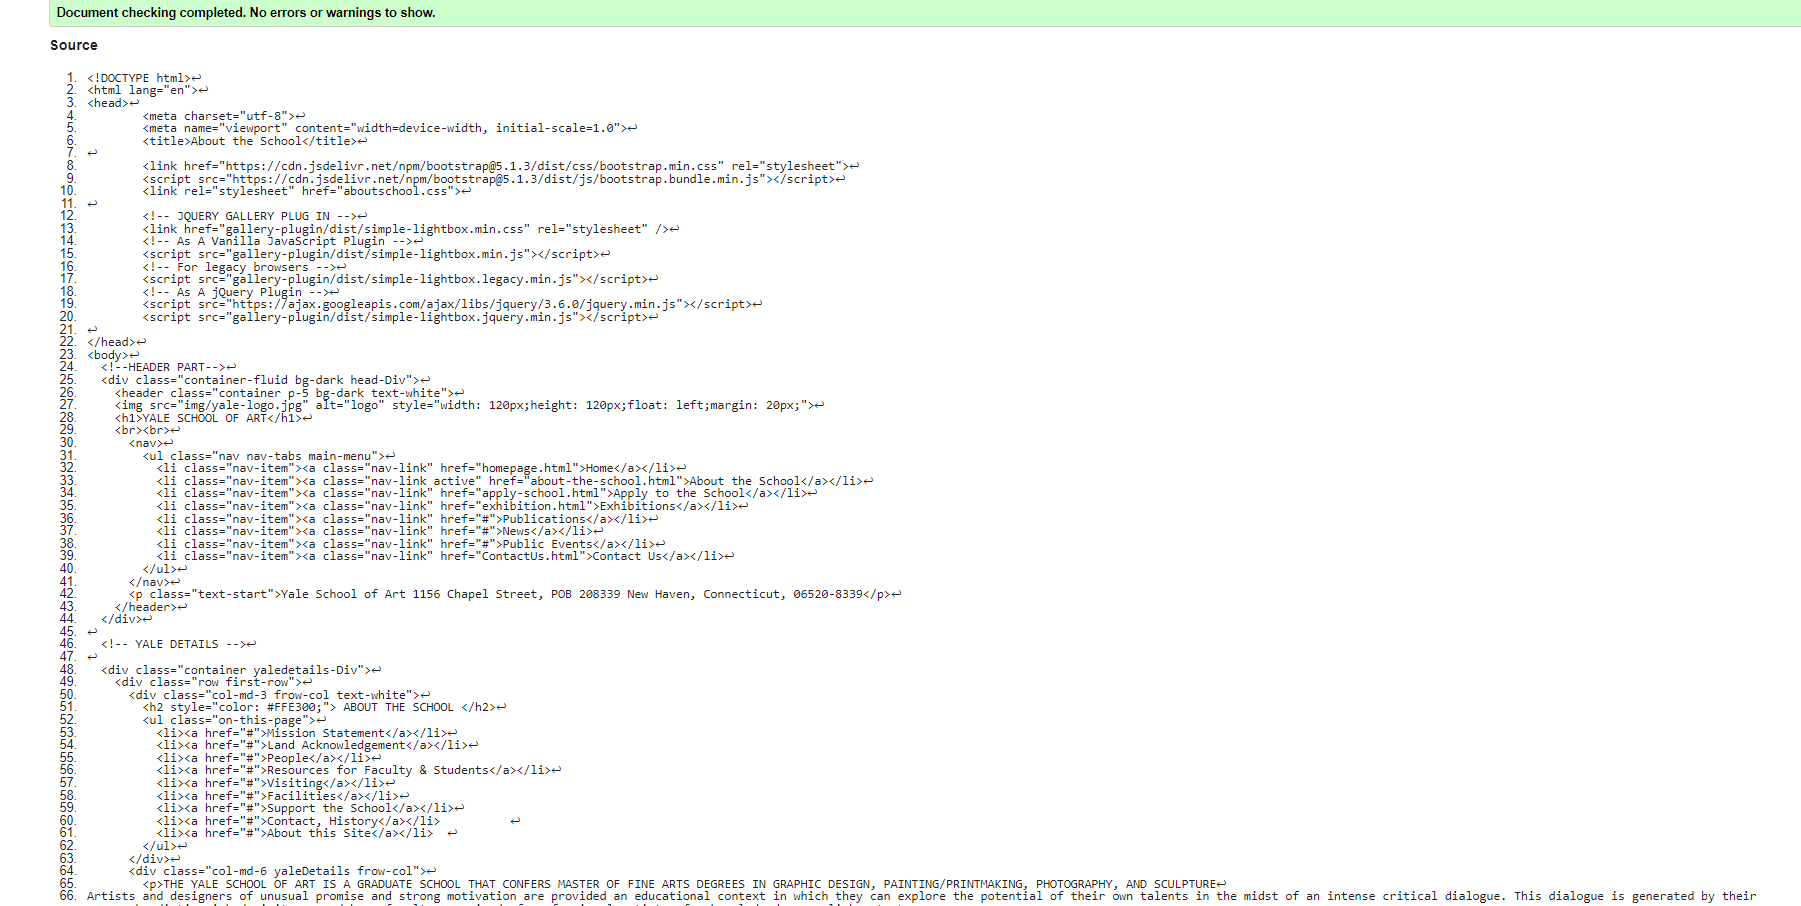 Document checking completed. No errors or warnings to show.
Source
1. <!DOCTYPE html>↩
2. <html lang="en">↩
3. <head>↩
4. <meta charset="utf-8">↩
5. <meta name="viewport" content="width=device-width, initial-scale=1.0">↩
6. <title>About the School</title>↩
7. ↩
8. <link href="https://cdn.jsdelivr.net/npm/bootstrap@5.1.3/dist/css/bootstrap.min.css" rel="stylesheet">↩
9. <script src="https://cdn.jsdelivr.net/npm/bootstrap@5.1.3/dist/js/bootstrap.bundle.min.js"></script>↩
10. <link rel="stylesheet" href="aboutschool.css">↩
11. ↩
12. <!-- JQUERY GALLERY PLUG IN -->↩
13. <link href="gallery-plugin/dist/simple-lightbox.min.css" rel="stylesheet" />↩
14. <!-- As A Vanilla JavaScript Plugin -->↩
15. <script src="gallery-plugin/dist/simple-lightbox.min.js"></script>↩
16. <!-- For legacy browsers -->↩
17. <script src="gallery-plugin/dist/simple-lightbox.legacy.min.js"></script>↩
18. <!-- As A jQuery Plugin -->↩
19. <script src="https://ajax.googleapis.com/ajax/libs/jquery/3.6.0/jquery.min.js"></script>↩
20. <script src="gallery-plugin/dist/simple-lightbox.jquery.min.js"></script>↩
21. ↩
22. </head>↩
23. <body>↩
24. <!--HEADER PART-->↩
25. <div class="container-fluid bg-dark head-Div">↩
26. <header class="container p-5 bg-dark text-white">↩
27. <img src="img/yale-logo.jpg" alt="logo" style="width: 120px;height: 120px;float: left;margin: 20px;">↩
28. <h1>YALE SCHOOL OF ART</h1>↩
29. <br><br>↩
30. <nav>↩
31. <ul class="nav nav-tabs main-menu">↩
32. <li class="nav-item"><a class="nav-link" href="homepage.html">Home</a></li>↩
33. <li class="nav-item"><a class="nav-link active" href="about-the-school.html">About the School</a></li>↩
34. <li class="nav-item"><a class="nav-link" href="apply-school.html">Apply to the School</a></li>↩
35. <li class="nav-item"><a class="nav-link" href="exhibition.html">Exhibitions</a></li>↩
36. <li class="nav-item"><a class="nav-link" href="#">Publications</a></li>↩
37. <li class="nav-item"><a class="nav-link" href="#">News</a></li>↩
38. <li class="nav-item"><a class="nav-link" href="#">Public Events</a></li>↩
39. <li class="nav-item"><a class="nav-link" href="ContactUs.html">Contact Us</a></li>↩
40. </ul>↩
41. </nav>↩
42. <p class="text-start">Yale School of Art 1156 Chapel Street, POB 208339 New Haven, Connecticut, 06520-8339</p>↩
43. </header>↩
44. </div>↩
45. ↩
46. <!-- YALE DETAILS -->↩
47. ↩
48. <div class="container yaledetails-Div">↩
49. <div class="row first-row">↩
50. <div class="col-md-3 frow-col text-white">↩
51. <h2 style="color: #FFE300;"> ABOUT THE SCHOOL </h2>↩
52. <ul class="on-this-page">↩
53. <li><a href="#">Mission Statement</a></li>↩
54. <li><a href="#">Land Acknowledgement</a></li>↩
55. <li><a href="#">People</a></li>↩
56. <li><a href="#">Resources for Faculty & Students</a></li>↩
57. <li><a href="#">Visiting</a></li>↩
58. <li><a href="#">Facilities</a></li>↩
59. <li><a href="#">Support the School</a></li>↩
60. <li><a href="#">Contact, History</a></li> ↩
61. <li><a href="#">About this Site</a></li> ↩
62. </ul>↩
63. </div>↩
64. <div class="col-md-6 yaleDetails frow-col">↩
65. <p>THE YALE SCHOOL OF ART IS A GRADUATE SCHOOL THAT CONFERS MASTER OF FINE ARTS DEGREES IN GRAPHIC DESIGN, PAINTING/PRINTMAKING, PHOTOGRAPHY, AND SCULPTURE↩
66. Artists and designers of unusual promise and strong motivation are provided an educational context in which they can explore the potential of their own talents in the midst of an intense critical dialogue. This dialogue is generated by their